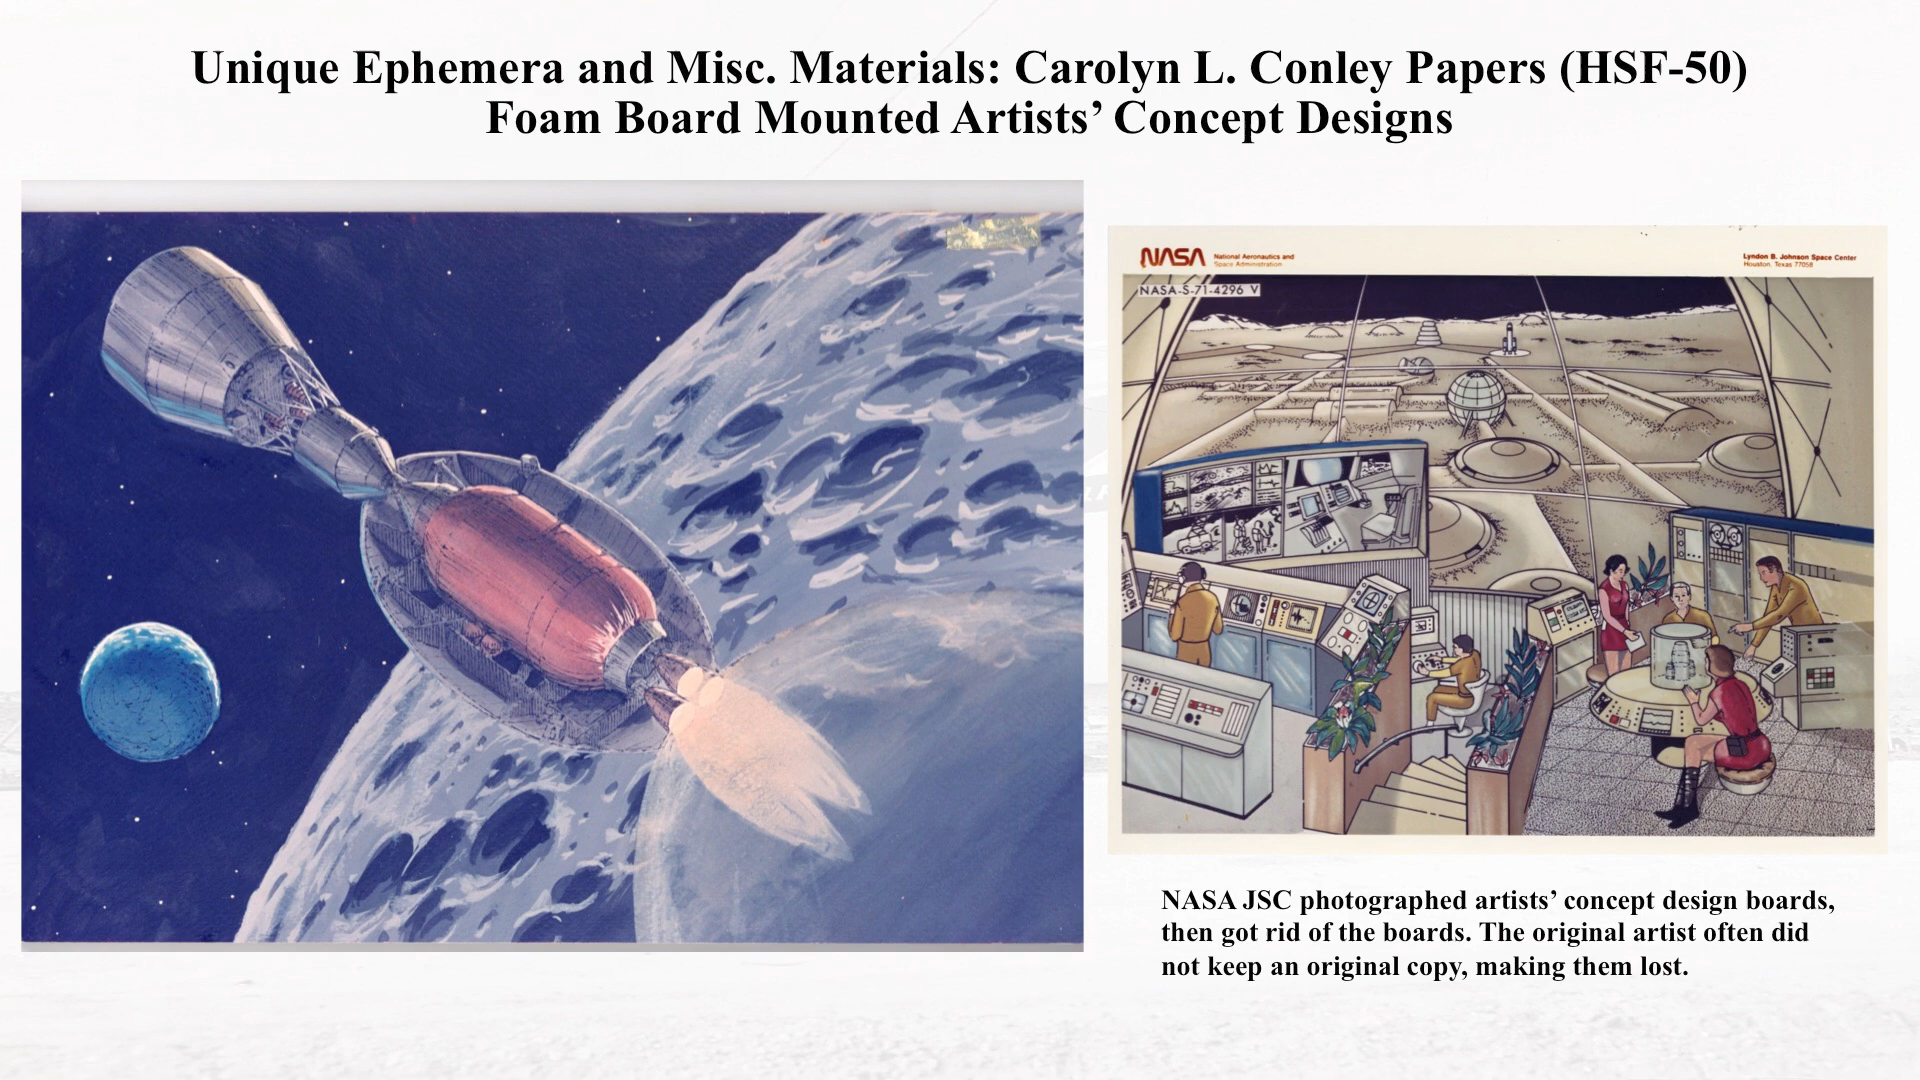 Unique Ephemera and Misc. Materials: Carolyn L. Conley Papers (HSF-50)
Foam Board Mounted Artists’ Concept Designs
NASA
National Aeronautics and
Space Administration
Lyndon B. Johnson Space Center
Houston, Texas 77058
NASA-S-71-4296 V
NASA JSC photographed artists’ concept design boards,
then got rid of the boards. The original artist often did
not keep an original copy, making them lost.